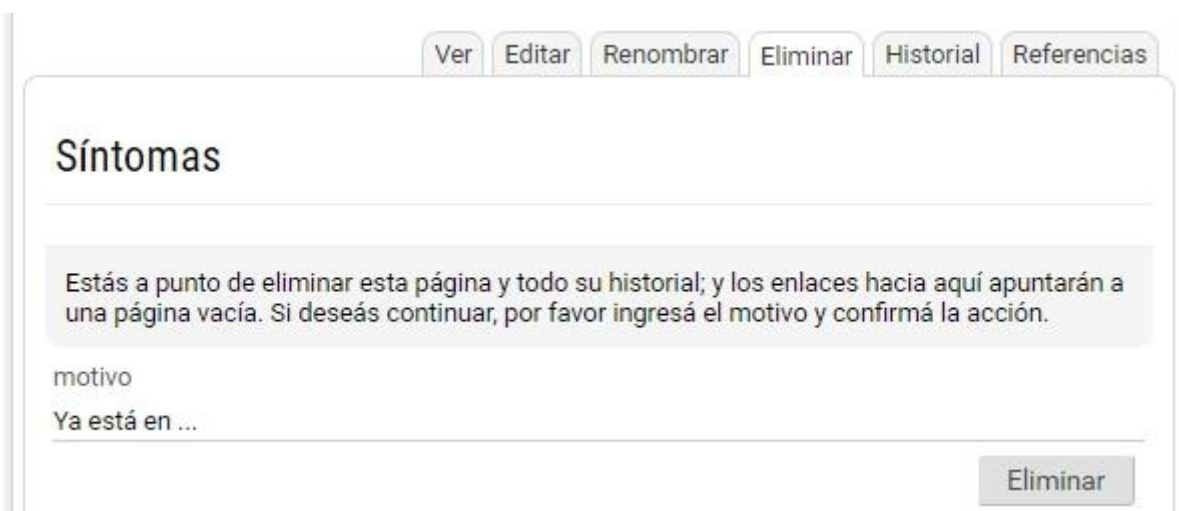 Ver Editar Renombrar Eliminar Historial Referencias
Síntomas
Estás a punto de eliminar esta página y todo su historial; y los enlaces hacia aquí apuntarán a
una página vacía. Si deseás continuar, por favor ingresá el motivo y confirmá la acción.
motivo
Ya está en ...
Eliminar